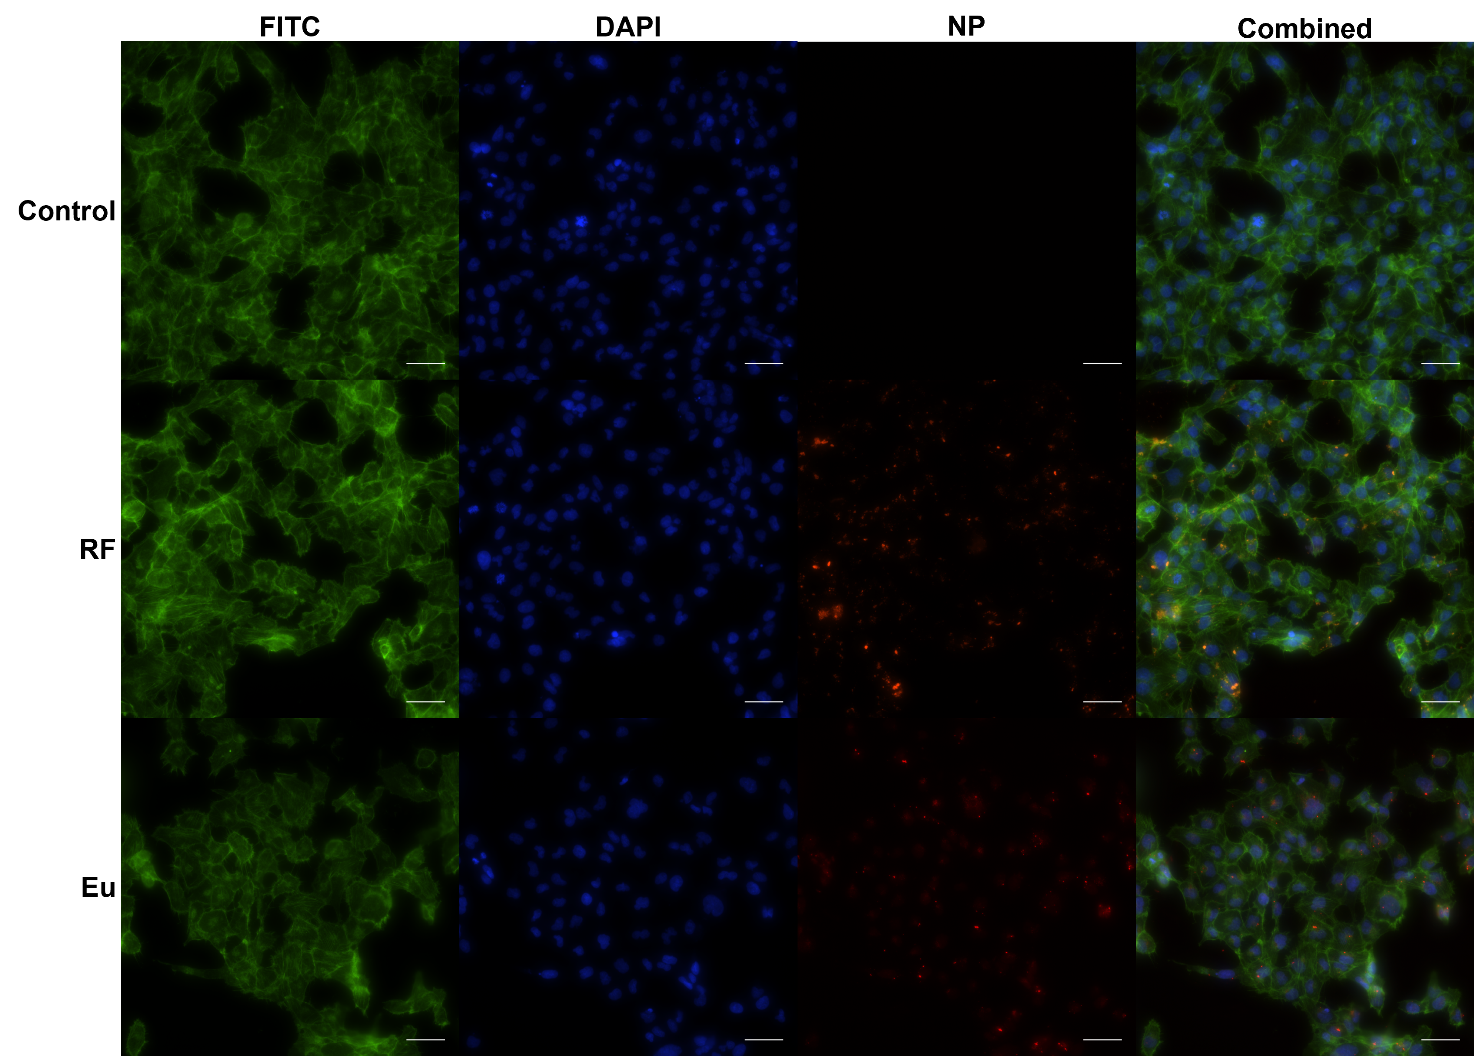 FITC DAPI NP Combined
Control
RF
Eu